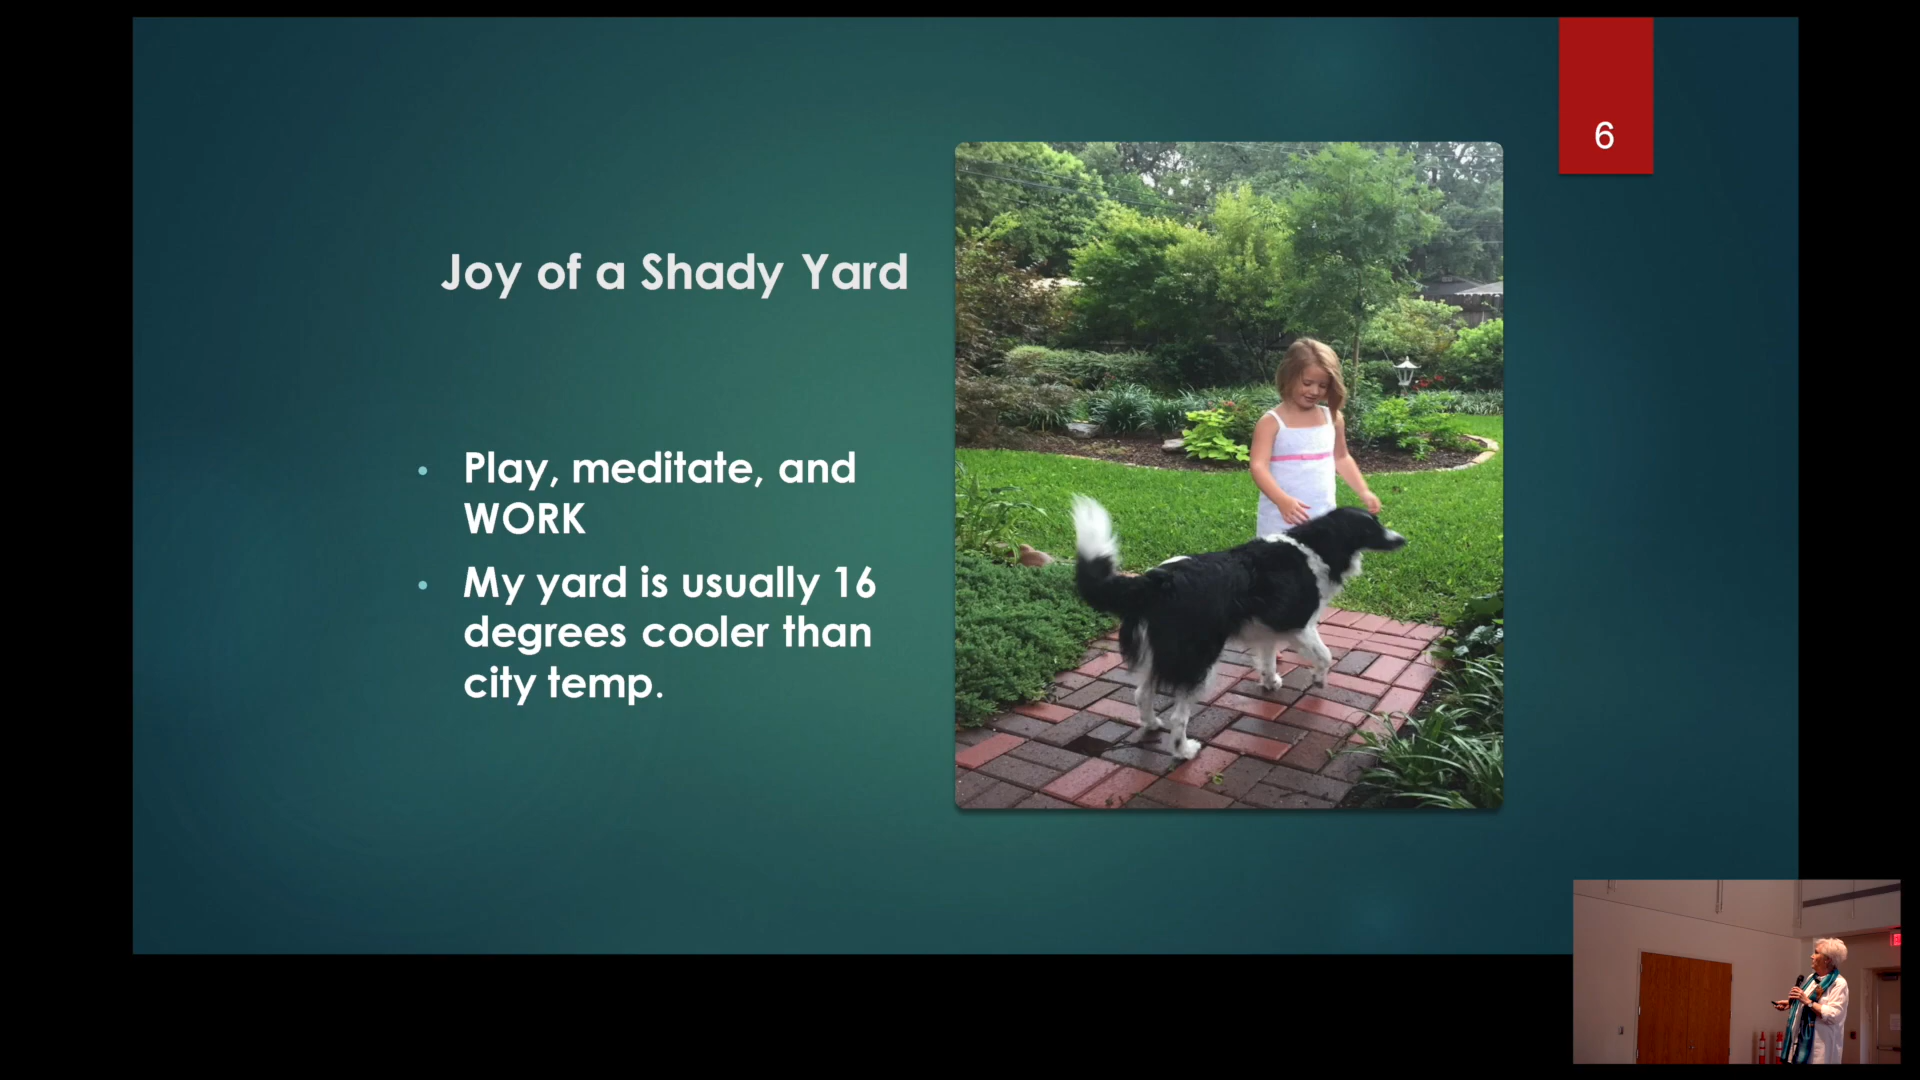 6
Joy of a Shady Yard
Play, meditate, and
WORK
My yard is usually 16
degrees cooler than
city temp.